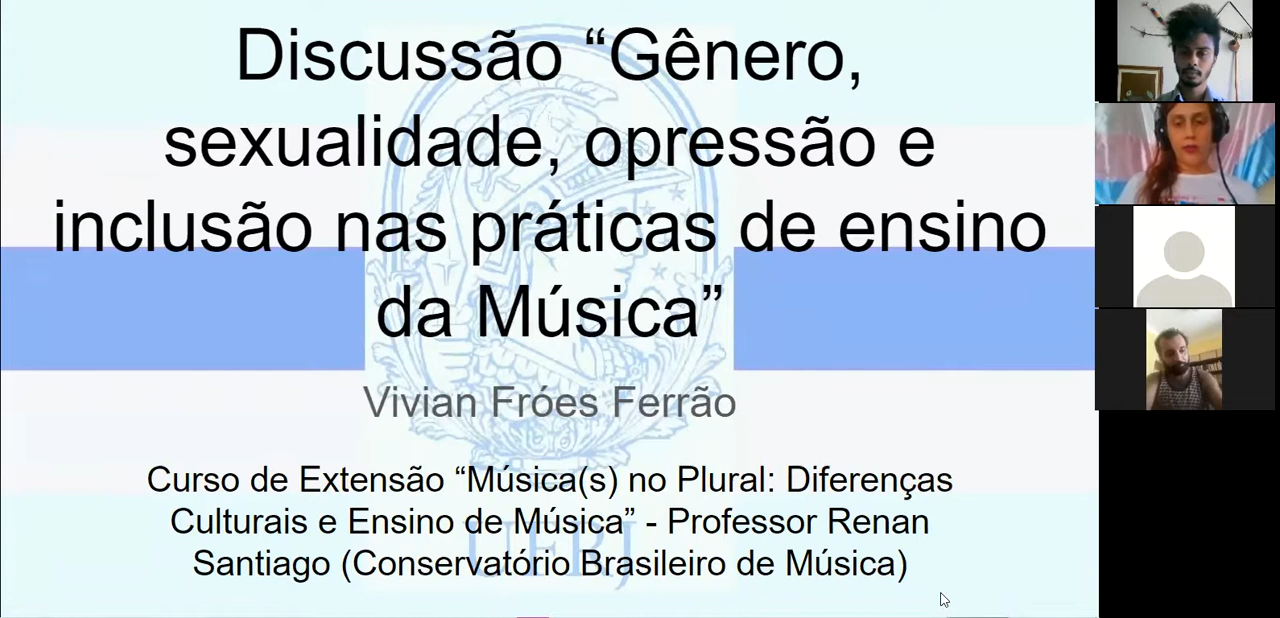 Discussão “Gênero,
sexualidade, opressão e
inclusão nas práticas de ensino
da Música”
Vivian Fróes Ferrão
Curso de Extensão “Música(s) no Plural: Diferenças
Culturais e Ensino de Música” - Professor Renan
Santiago (Conservatório Brasileiro de Música)
UFRJ